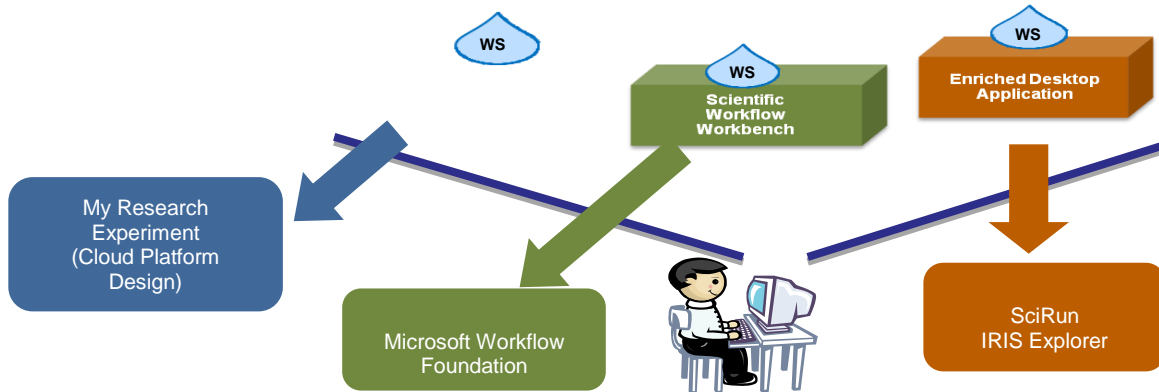 WS
WS
Scientific
Workflow
Workbench
WS
Enriched Desktop
Application
My Research
Experiment
(Cloud Platform
Design)
Microsoft Workflow
Foundation
SciRun
IRIS Explorer